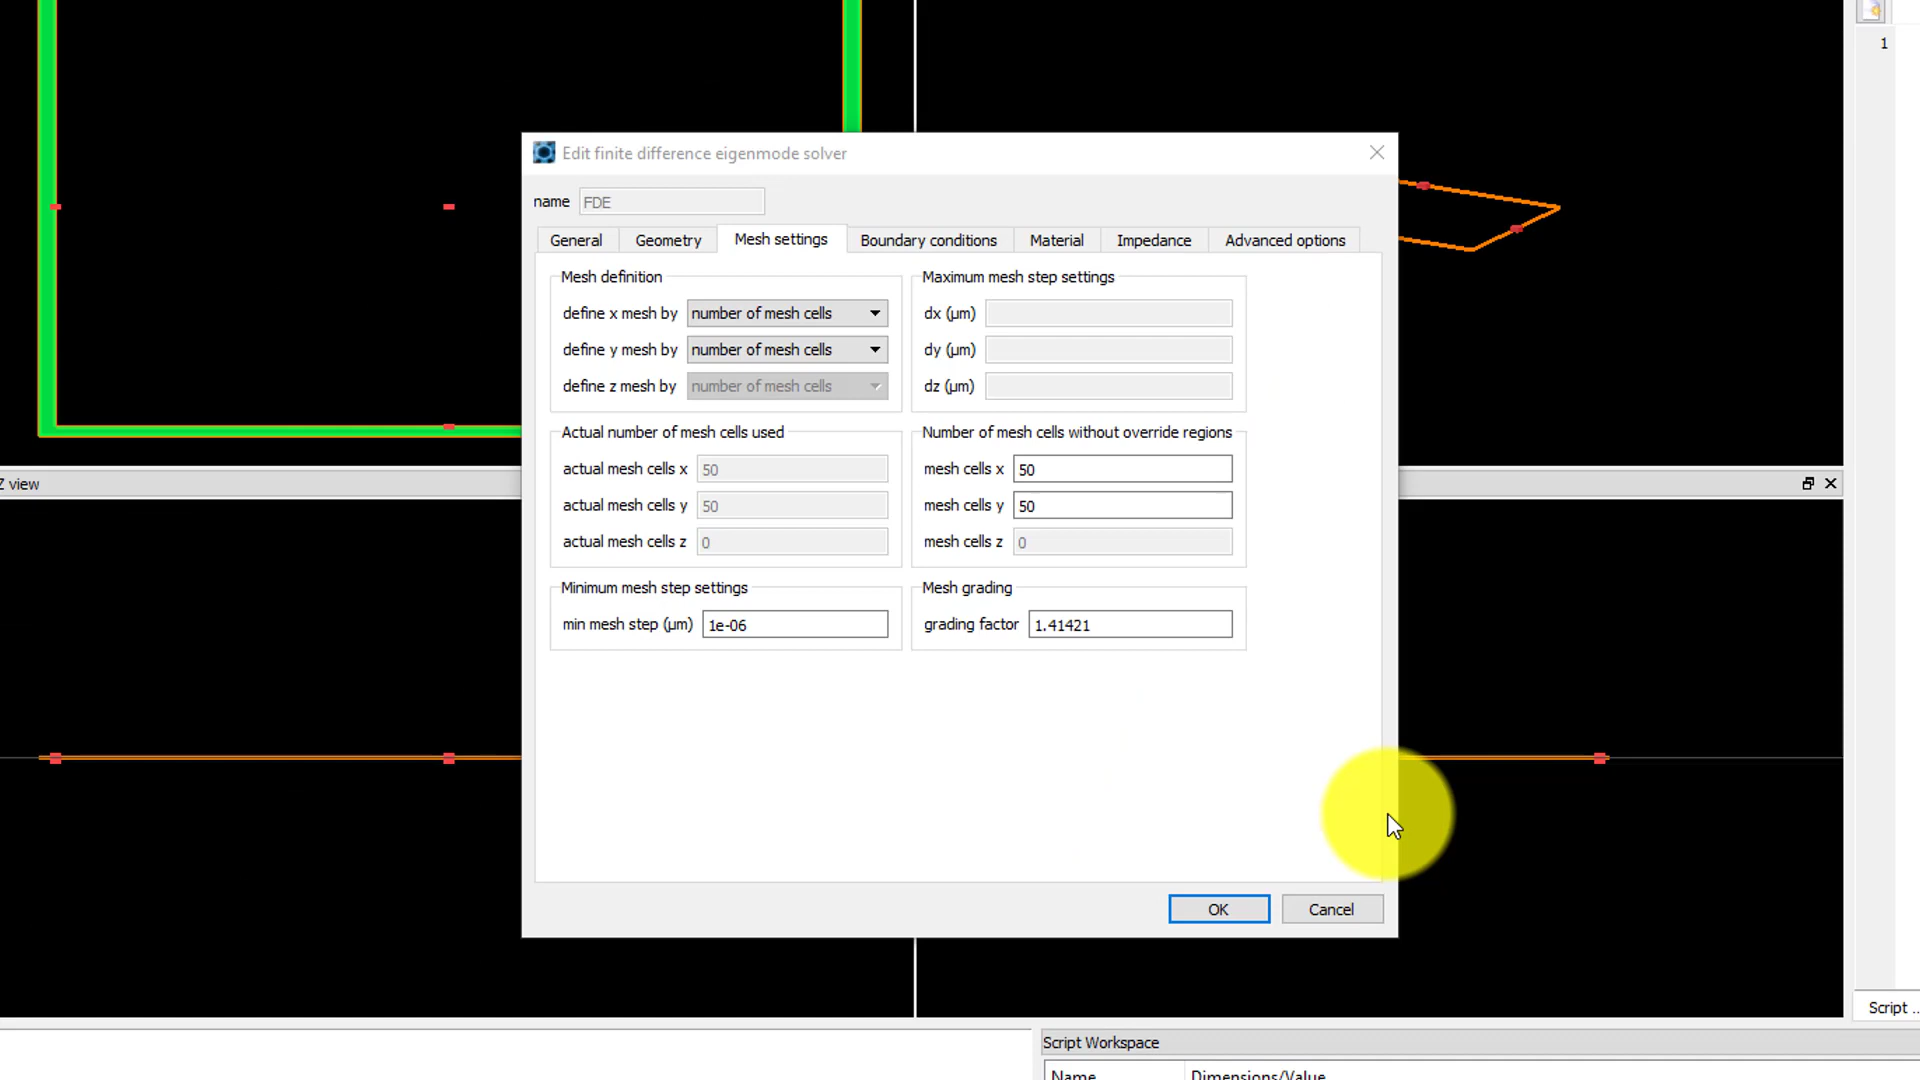 1
Edit finite difference eigenmode solver
name FDE
General Geometry Mesh settings Boundary conditions Material Impedance Advanced options
Mesh definition
define x mesh by number of mesh cells
define y mesh by number of mesh cells
define z mesh by number of mesh cells
Maximum mesh step settings
dx (µm)
dy (µm)
dz (µm)
Actual number of mesh cells used
actual mesh cells x 50
actual mesh cells y 50
actual mesh cells z 0
Number of mesh cells without override regions
mesh cells x 50
mesh cells y 50
mesh cells z 0
Minimum mesh step settings
min mesh step (µm) 1e-06
Mesh grading
grading factor 1.41421
OK Cancel
Z view
Script ...
Script Workspace
Name Dimensions/Value